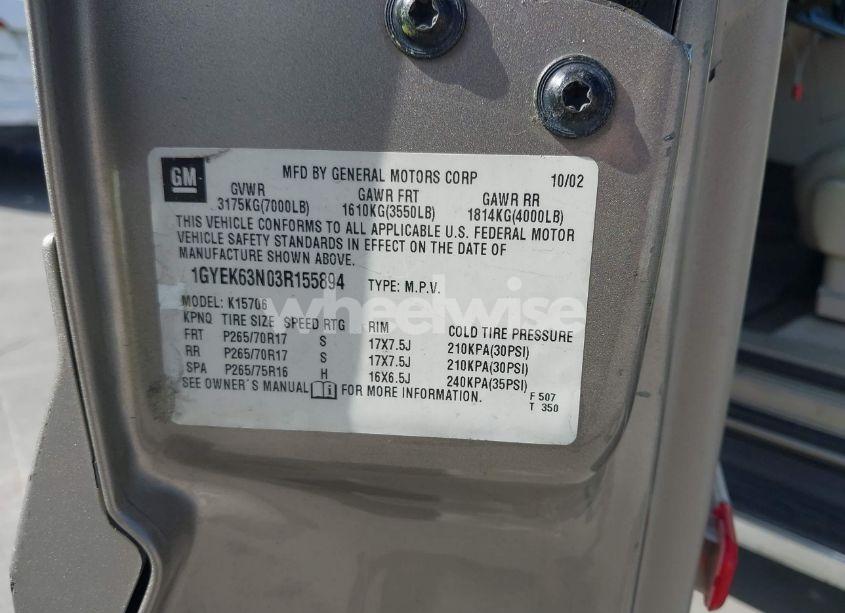 GM MFD BY GENERAL MOTORS CORP 10/02
GVWR GAWR FRT GAWR RR
3175KG(7000LB) 1610KG(3550LB) 1814KG(4000LB)
THIS VEHICLE CONFORMS TO ALL APPLICABLE U.S. FEDERAL MOTOR
VEHICLE SAFETY STANDARDS IN EFFECT ON THE DATE OF
MANUFACTURE SHOWN ABOVE.
1GYEK63N03R155894 TYPE: M.P.V.
MODEL: K15706
wheelwise
KPNQ TIRE SIZE SPEED RTG RIM COLD TIRE PRESSURE
FRT P265/70R17 S 17X7.5J 210KPA(30PSI)
RR P265/70R17 S 17X7.5J 210KPA(30PSI)
SPA P265/75R16 H 16X6.5J 240KPA(35PSI)
SEE OWNER'S MANUAL i FOR MORE INFORMATION. F 507
T 350